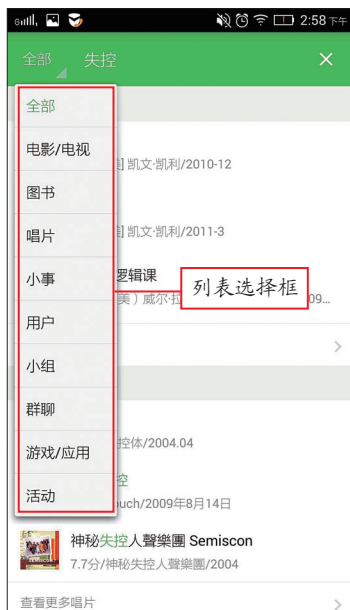 2:58 下午
全部 失控
全部
电影/电视
] 凯文·凯利/2010-12
图书
唱片
] 凯文·凯利/2011-3
小事
逻辑课
美）威尔·拉
09...
列表选择框
用户
小组
群聊
控体/2004.04
游戏/应用
控
活动
uch/2009年8月14日
神秘失控人聲樂團 Semiscon
7.7分/神秘失控人聲樂團/2004
查看更多唱片